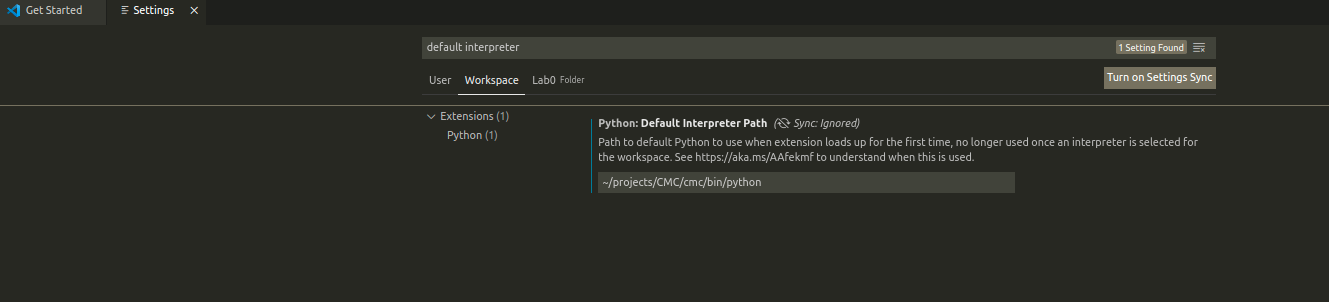 Get Started
Settings
default interpreter
1 Setting Found
User Workspace Lab0 Folder
Turn on Settings Sync
Extensions (1)
Python (1)
Python: Default Interpreter Path (Sync: Ignored)
Path to default Python to use when extension loads up for the first time, no longer used once an interpreter is selected for
the workspace. See https://aka.ms/AAfekmf to understand when this is used.
~/projects/CMC/cmc/bin/python